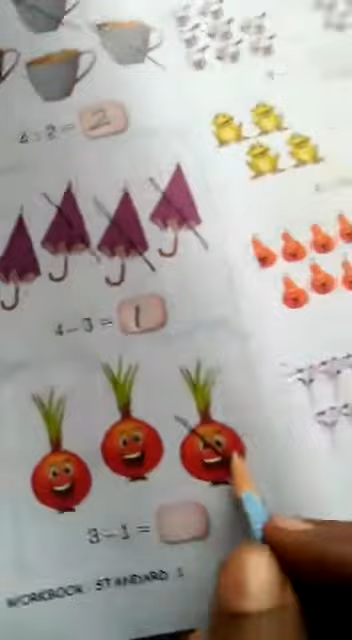 4 - 2 = 2
4 - 3 = 1
3 - 1 =
WORKBOOK : STANDARD 1